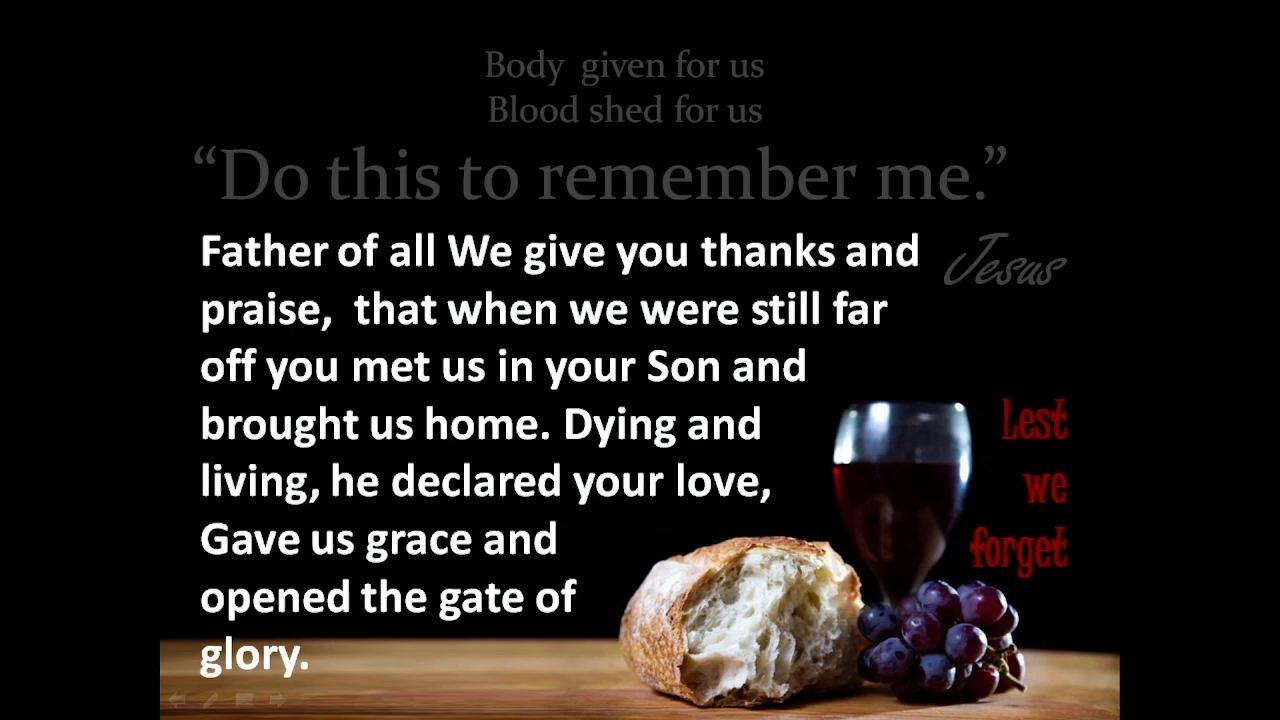 Body  given for us
Blood shed for us
“Do this to remember me.”
Jesus
Father of all We give you thanks and
praise,  that when we were still far
off you met us in your Son and
brought us home. Dying and
living, he declared your love,
Gave us grace and
opened the gate of
glory.
Lest
we
forget